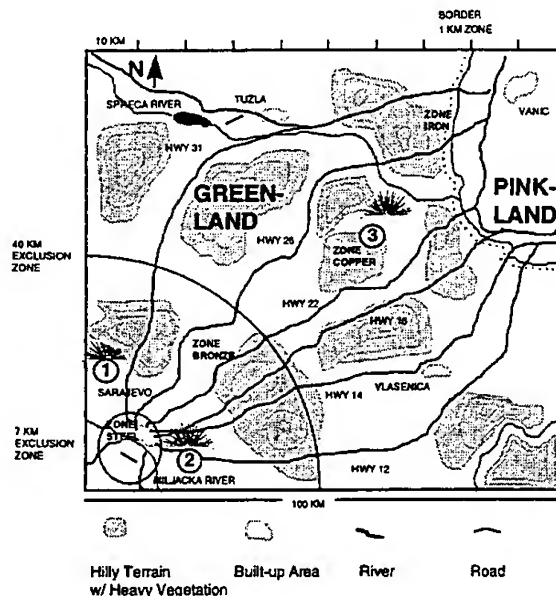 BORDER
1 KM ZONE
10 KM
N
SPRECA RIVER
TUZLA
ZONE
IRON
VANIC
HWY 31
GREEN-
LAND
PINK-
LAND
3
HWY 26
ZONE
COPPER
40 KM
EXCLUSION
ZONE
HWY 22
HWY 16
ZONE
BRONZE
1
SARAJEVO
HWY 14
VLASENICA
7 KM
EXCLUSION
ZONE
ZONE
STEEL
2
HWY 12
MILJACKA RIVER
100 KM
Hilly Terrain
w/ Heavy Vegetation
Built-up Area
River
Road